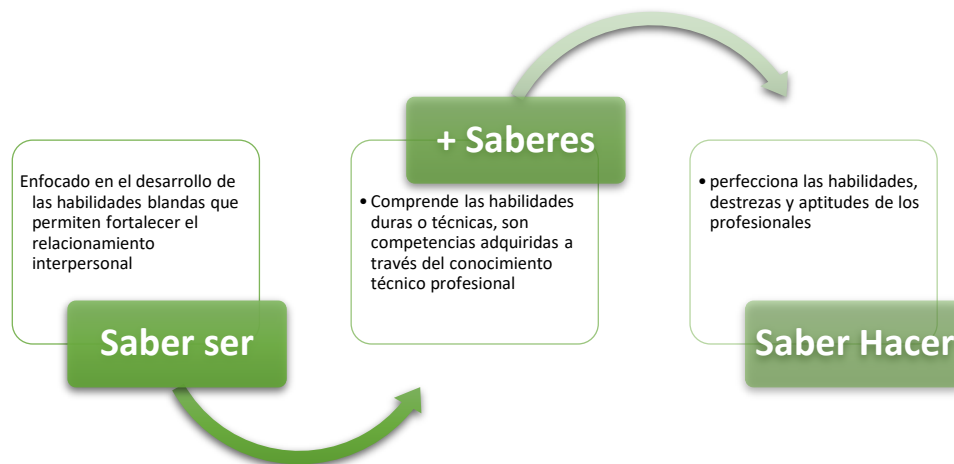 Enfocado en el desarrollo de
las habilidades blandas que
permiten fortalecer el
relacionamiento
interpersonal
Saber ser
+ Saberes
• Comprende las habilidades
duras o técnicas, son
competencias adquiridas a
través del conocimiento
técnico profesional
• perfecciona las habilidades,
destrezas y aptitudes de los
profesionales
Saber Hacer